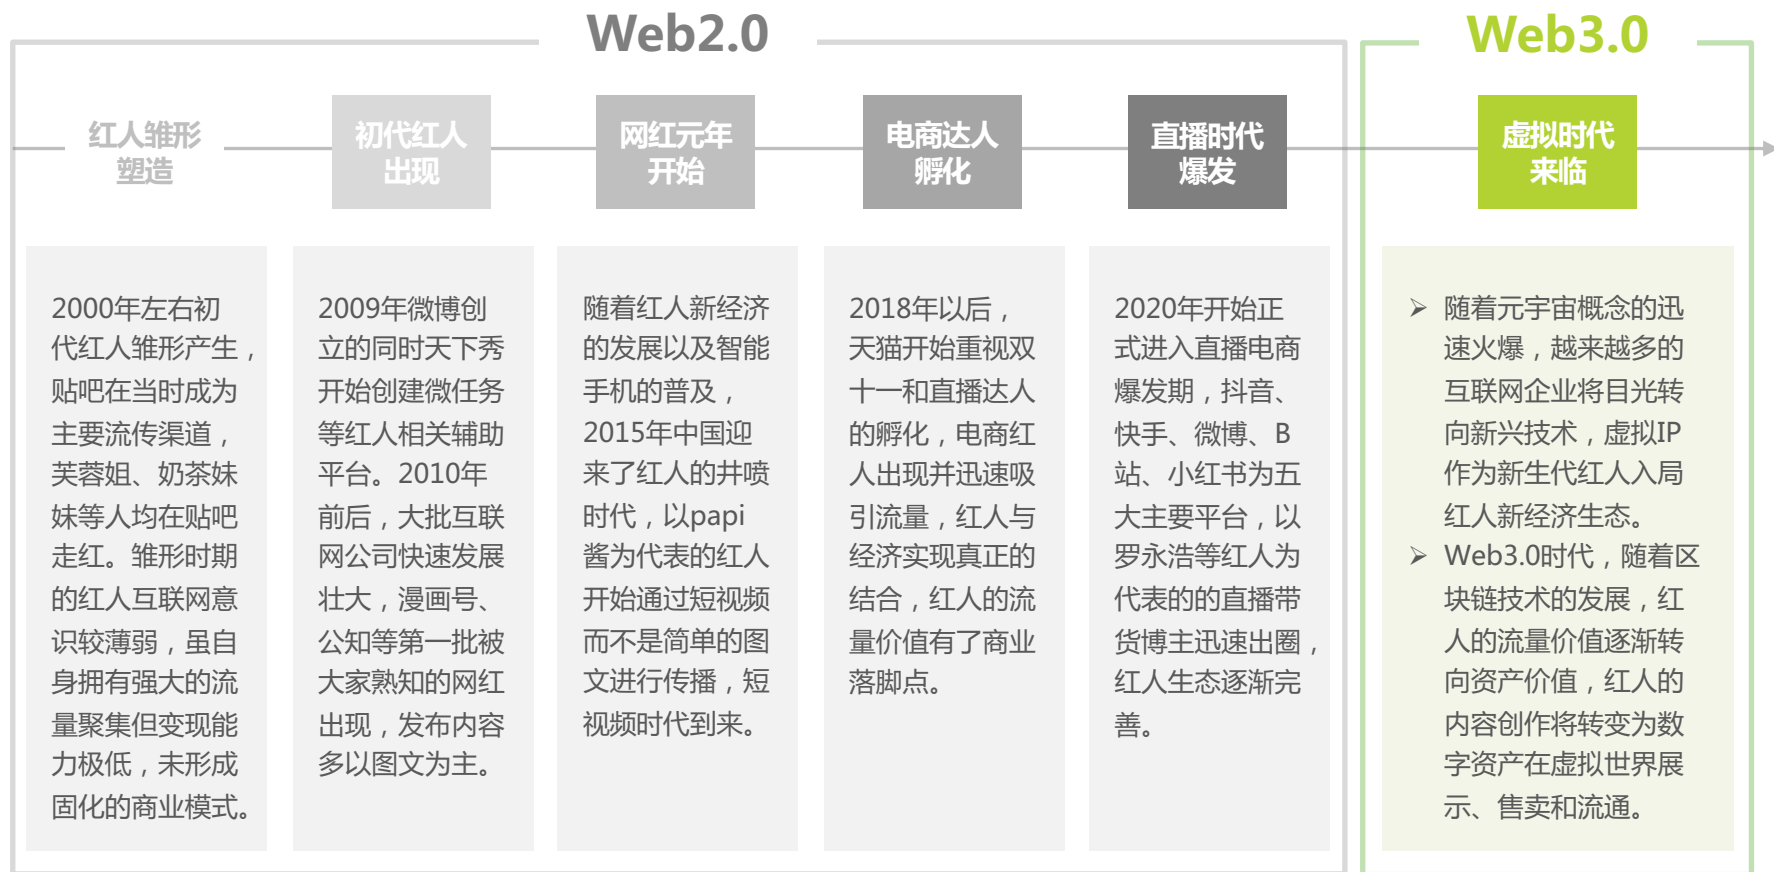 Web2.0
Web3.0
红人雏形
塑造
初代红人
出现
网红元年
开始
电商达人
孵化
直播时代
爆发
虚拟时代
来临
2000年左右初
代红人雏形产生，
贴吧在当时成为
主要流传渠道，
芙蓉姐、奶茶妹
妹等人均在贴吧
走红。雏形时期
的红人互联网意
识较薄弱，虽自
身拥有强大的流
量聚集但变现能
力极低，未形成
固化的商业模式。
2009年微博创
立的同时天下秀
开始创建微任务
等红人相关辅助
平台。2010年
前后，大批互联
网公司快速发展
壮大，漫画号、
公知等第一批被
大家熟知的网红
出现，发布内容
多以图文为主。
随着红人新经济
的发展以及智能
手机的普及，
2015年中国迎
来了红人的井喷
时代，以papi
酱为代表的红人
开始通过短视频
而不是简单的图
文进行传播，短
视频时代到来。
2018年以后，
天猫开始重视双
十一和直播达人
的孵化，电商红
人出现并迅速吸
引流量，红人与
经济实现真正的
结合，红人的流
量价值有了商业
落脚点。
2020年开始正
式进入直播电商
爆发期，抖音、
快手、微博、B
站、小红书为五
大主要平台，以
罗永浩等红人为
代表的的直播带
货博主迅速出圈，
红人生态逐渐完
善。
➢ 随着元宇宙概念的迅
速火爆，越来越多的
互联网企业将目光转
向新兴技术，虚拟IP
作为新生代红人入局
红人新经济生态。
➢ Web3.0时代，随着区
块链技术的发展，红
人的流量价值逐渐转
向资产价值，红人的
内容创作将转变为数
字资产在虚拟世界展
示、售卖和流通。